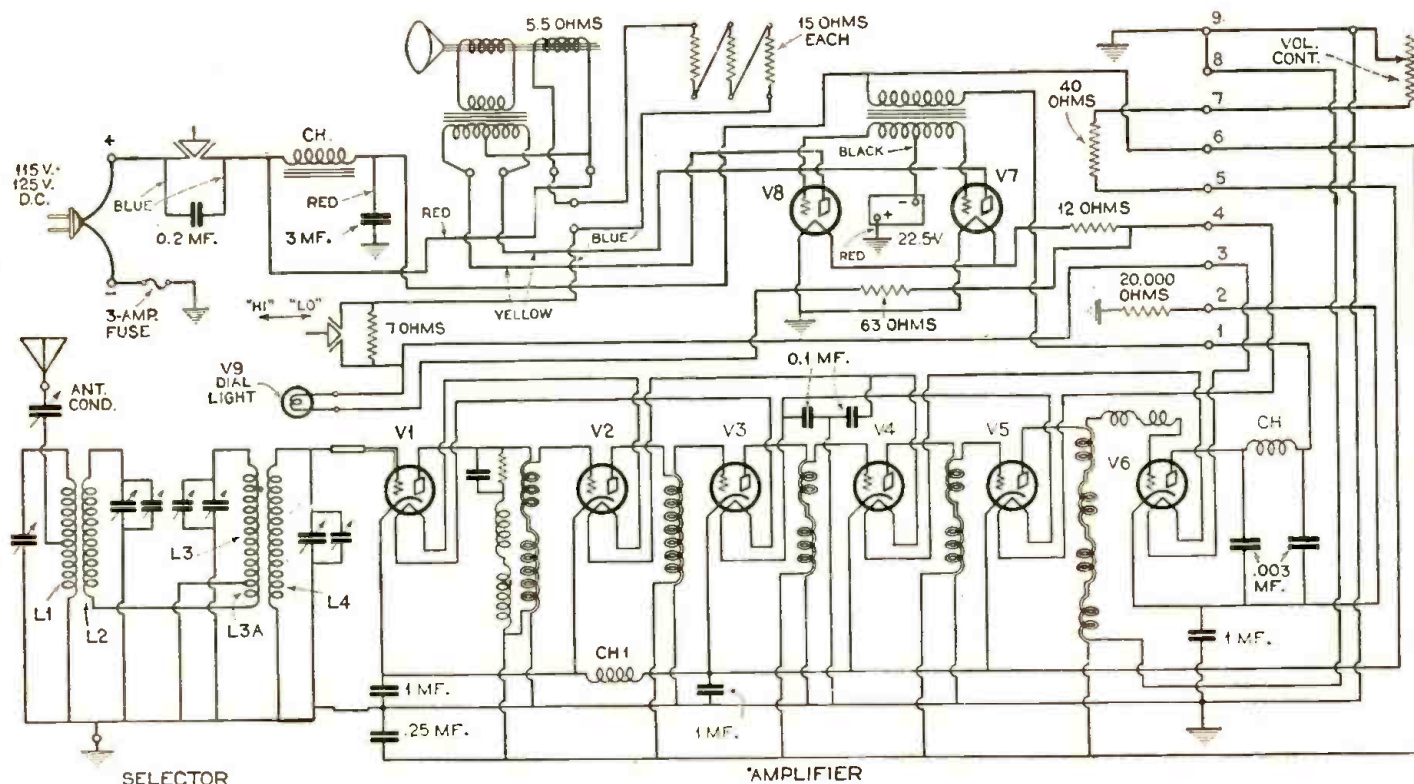 5.5 OHMS
15 OHMS
EACH
9
VOL.
CONT.
8
40
OHMS
7
6
5
4
3
2
1
+
CH.
115 V.-
125 V.
D.C.
BLUE
0.2 MF.
RED
3 MF.
RED
BLUE
3-AMP.
FUSE
"HI" "LO"
7 OHMS
YELLOW
BLACK
V8
V7
-
+
22.5-V
RED
12 OHMS
63 OHMS
20,000
OHMS
V9
DIAL
LIGHT
0.1 MF.
ANT.
COND.
V1
V2
V3
V4
V5
V6
CH
L3
L1
L2
L3A
L4
CH1
.003
MF.
1 MF.
1 MF.
1 MF.
.25 MF.
SELECTOR
AMPLIFIER